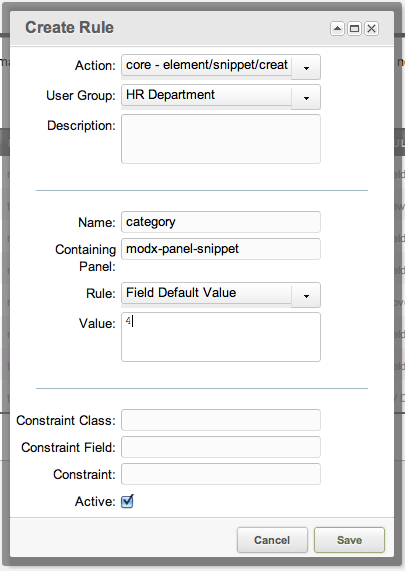 Create Rule
Action: core - element/snippet/creat
User Group: HR Department
Description:
Name: category
Containing Panel: modx-panel-snippet
Rule: Field Default Value
Value: 4
Constraint Class:
Constraint Field:
Constraint:
Active:
Cancel Save